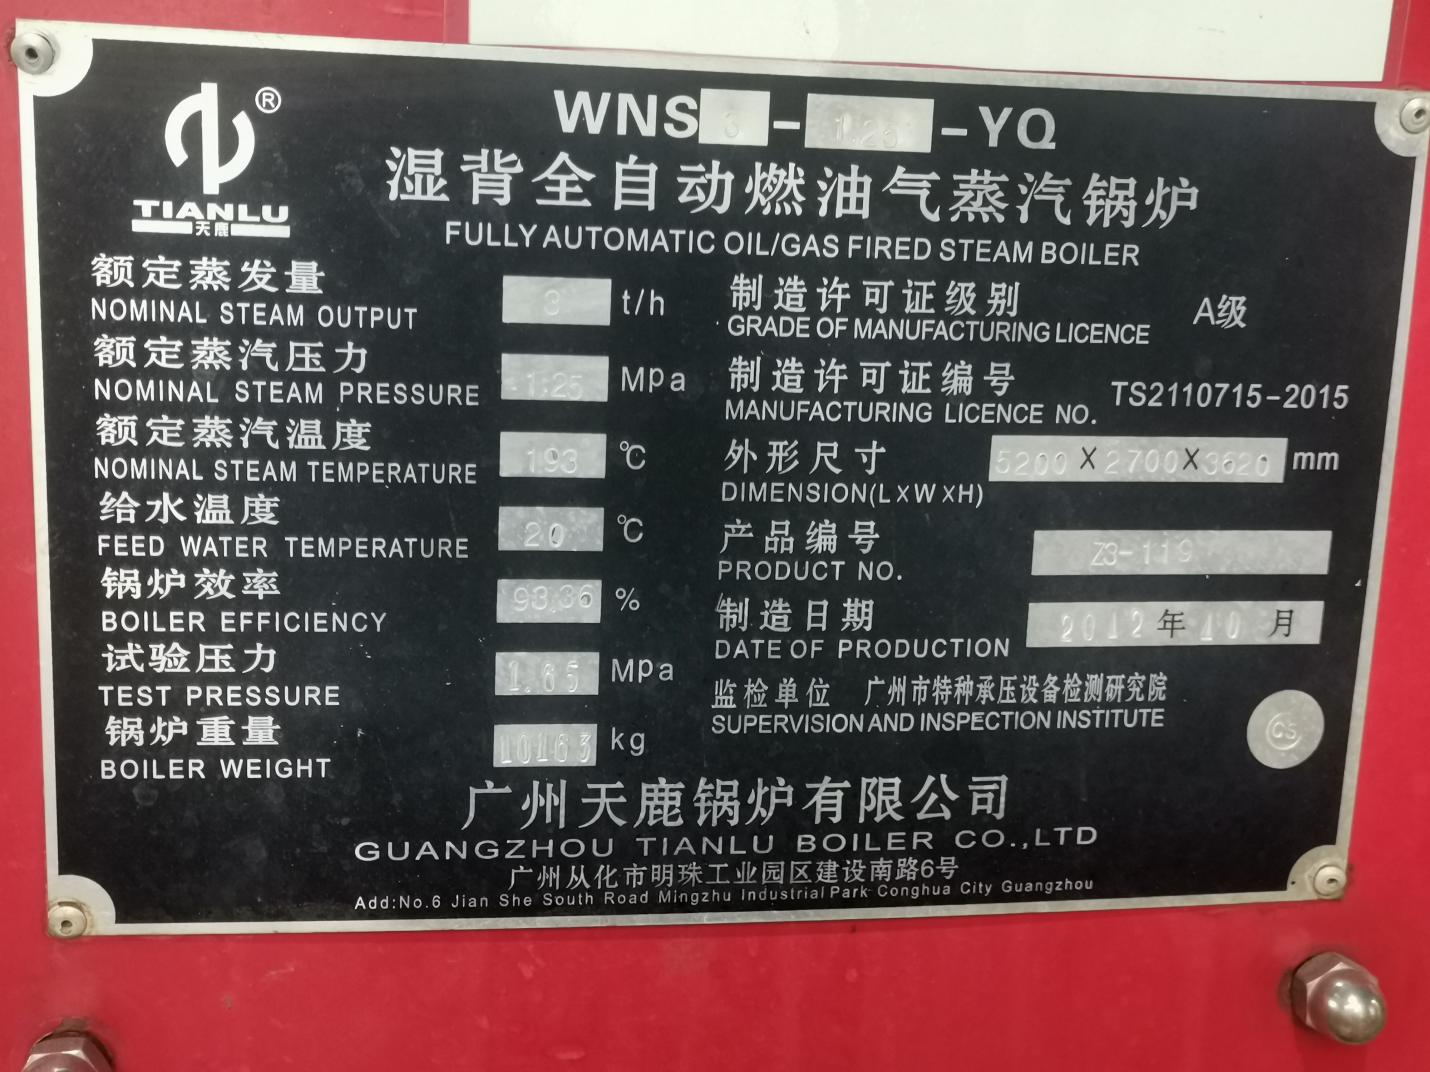 ®
TIANLU
天鹿
WNS3-1.25-YQ
湿背全自动燃油气蒸汽锅炉
FULLY AUTOMATIC OIL/GAS FIRED STEAM BOILER
额定蒸发量
NOMINAL STEAM OUTPUT 3 t/h
额定蒸汽压力
NOMINAL STEAM PRESSURE 1.25 Mpa
额定蒸汽温度
NOMINAL STEAM TEMPERATURE 193 ℃
给水温度
FEED WATER TEMPERATURE 20 ℃
锅炉效率
BOILER EFFICIENCY 93.36 %
试验压力
TEST PRESSURE 1.65 Mpa
锅炉重量
BOILER WEIGHT 10163 kg
制造许可证级别
GRADE OF MANUFACTURING LICENCE A级
制造许可证编号
MANUFACTURING LICENCE NO. TS2110715-2015
外形尺寸 5200X2700X3620 mm
DIMENSION(LXWXH)
产品编号
PRODUCT NO. Z3-119
制造日期 2012年10月
DATE OF PRODUCTION
监检单位 广州市特种承压设备检测研究院
SUPERVISION AND INSPECTION INSTITUTE
CS
广州天鹿锅炉有限公司
GUANGZHOU TIANLU BOILER CO.,LTD
广州从化市明珠工业园区建设南路6号
Add:No.6 Jian She South Road Mingzhu Industrial Park Conghua City Guangzhou